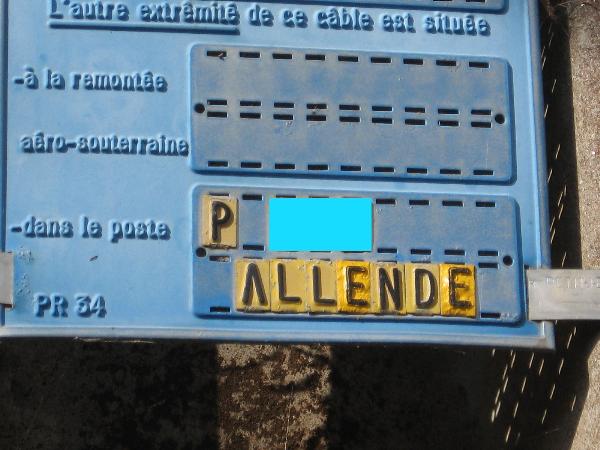 L'autre extrémité de ce câble est située
-à la remontée
aéro-souterraine
-dans le poste
P
ALLENDE
PR 34